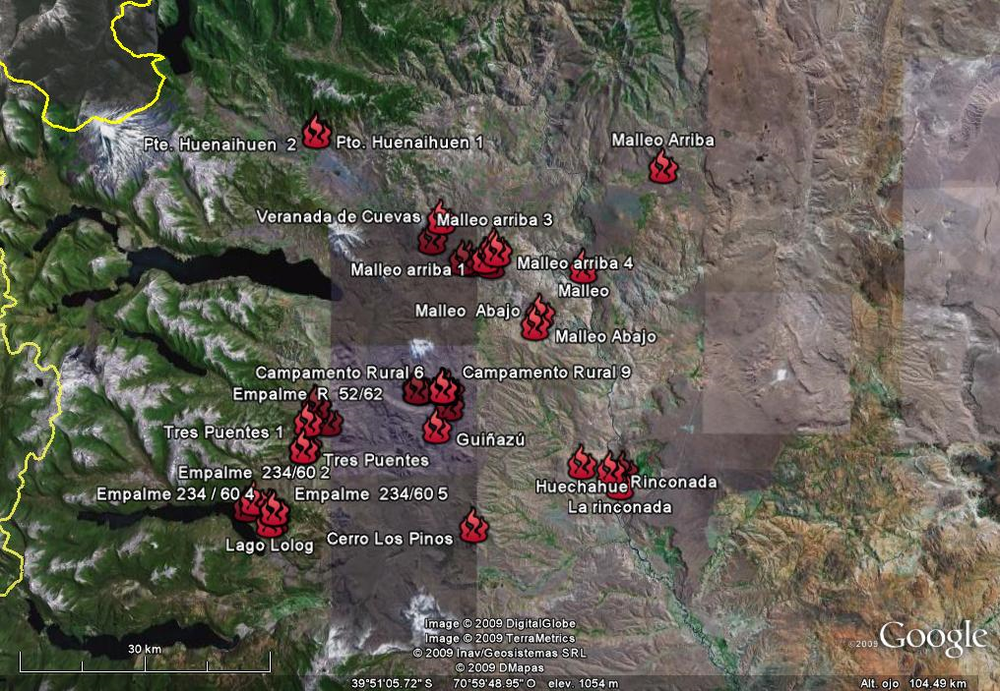 Malleo Arriba
Pte. Huenaihuen 2
Pto. Huenaihuen 1
Veranada de Cuevas
Malleo arriba 3
Malleo arriba 1
Malleo arriba 4
Malleo
Malleo Abajo
Malleo Abajo
Campamento Rural 6
Campamento Rural 9
Empalme R 52/62
Tres Puentes 1
Guiñazú
Tres Puentes
Empalme 234/60 2
Huechahue
Rinconada
Empalme 234 / 60 4
Empalme 234/60 5
La rinconada
Lago Lolog
Cerro Los Pinos
Image © 2009 DigitalGlobe
Image © 2009 TerraMetrics
© 2009 Inav/Geosistemas SRL
© 2009 DMapas
©2009 Google
30 km
39°51'05.72" S 70°59'48.95" O elev. 1054 m
Alt. ojo 104.49 km